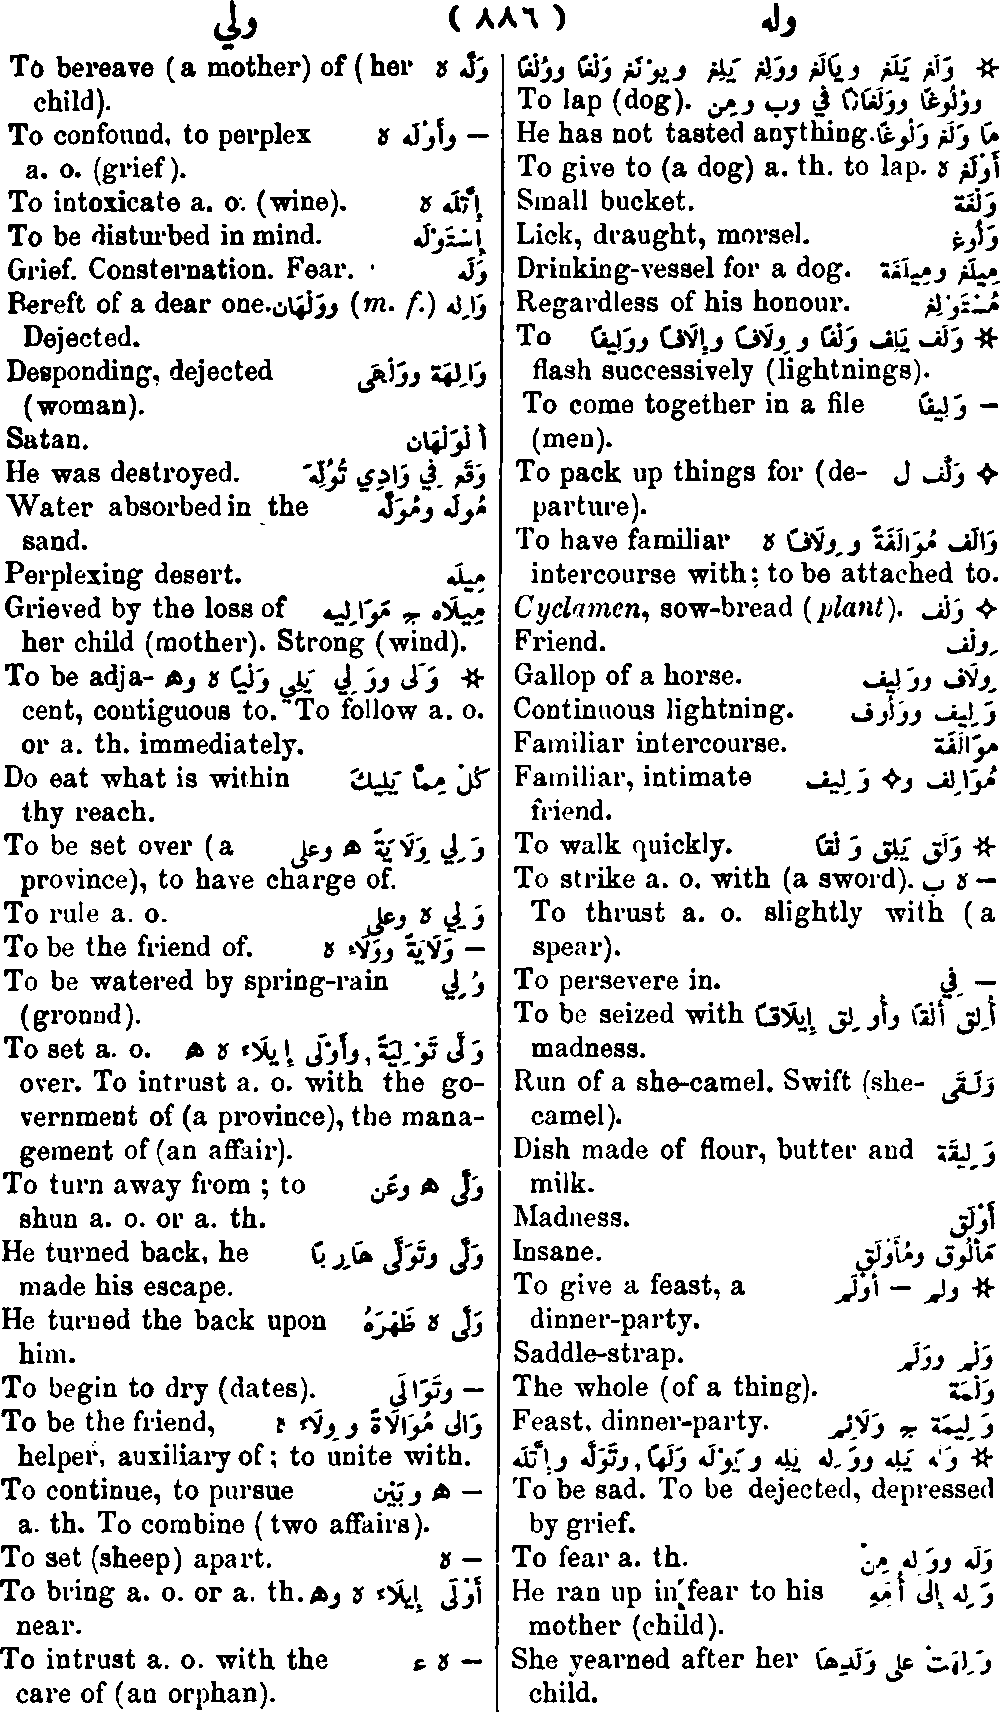 وله ( ٨٨٦ ) ولي
✲ وَلَغَ يَلَغُ ويَالَغُ ووَلِغَ يَلِغُ ويَوْلَغُ وَلْغًا ووُلْغًا
To lap (dog). ووُلُوغًا ووَلَغَانًا في وب ومِن
He has not tasted anything. مَا وَلَغَ وَلُوغًا
To give to (a dog) a. th. to lap. أَوْلَغَ ه
Small bucket. وَلْغَة
Lick, draught, morsel. وَلُوغ
Drinking-vessel for a dog. مِيلَغ ومِيلَغَة
Regardless of his honour. مُسْتَوْلِغ
To ✲ وَلَفَ يَلِفُ وَلْفًا و وِلَافًا وإِلَافًا ووَلِيفًا
flash successively (lightnings).
To come together in a file — وَلِيفًا
(men).
To pack up things for (de- ✧ وَلَّف ل
parture).
To have familiar وَالَف مُوَالَفَةً و وِلَافًا ه
intercourse with; to be attached to.
Cyclamen, sow-bread (plant). ✧ وَلْف
Friend. وِلْف
Gallop of a horse. وِلَاف ووَلِيف
Continuous lightning. وَلِيف ووَلُوف
Familiar intercourse. موَالَفَة
Familiar, intimate مُوَالِف و✧ وَلِيف
friend.
To walk quickly. ✲ وَلَقَ يَلِقُ وَلْقًا
To strike a. o. with (a sword). — ه ب
To thrust a. o. slightly with (a
spear).
To persevere in. — في
To be seized with أُلِقَ أَلْقًا وأُولِقَ إِيلَاقًا
madness.
Run of a she-camel. Swift (she- وَلَقَى
camel).
Dish made of flour, butter and وَلِيقَة
milk.
Madness. أَوْلَق
Insane. مَأْلُوق ومُأَوْلَق
To give a feast, a ✲ ولم — أَوْلَمَ
dinner-party.
Saddle-strap. وَلْم ووَلَم
The whole (of a thing). وَلْمَة
Feast, dinner-party. وَلِيمَة ج وَلَائِم
✲ وَلَه يَلِه ووَلِه يَلِه ويَوْلَه وَلَهًا, وتَوَلَّه واتَّلَه
To be sad. To be dejected, depressed
by grief.
To fear a. th. وَلَه ووَلِه مِنْ
He ran up in fear to his وَلِه إِلَى أُمِّهِ
mother (child).
She yearned after her وَلِهَتْ عَلَى وَلَدِهَا
child.
To bereave (a mother) of (her وَلَّه ه
child).
To confound, to perplex — وأَوْلَه ه
a. o. (grief).
To intoxicate a. o. (wine). إِتَّلَه ه
To be disturbed in mind. إِسْتَوْلَه
Grief. Consternation. Fear. وَلَه
Bereft of a dear one. وَالِه (m. f.) ووَلْهَان
Dejected.
Desponding, dejected وَالِهَة ووَلْهَى
(woman).
Satan. أَلْوَلْهَان
He was destroyed. وَقَع في وَادِي تُوُلِّهَ
Water absorbed in the مُولَه ومُوَلَّه
sand.
Perplexing desert. مِيلَه
Grieved by the loss of مِيلَاه ج مَوَالِيه
her child (mother). Strong (wind).
To be adja- ✲ وَلَى ووَلِيَ يَلِي وَلْيًا ه وه
cent, contiguous to. To follow a. o.
or a. th. immediately.
Do eat what is within كُلْ مِمَّا يَلِيكَ
thy reach.
To be set over (a وَلِيَ وِلَايَةً ه وعلى
province), to have charge of.
To rule a. o. وَلِيَ ه وعلى
To be the friend of. — وَلَايَةً ووَلَاءً ه
To be watered by spring-rain وُلِيَ
(ground).
To set a. o. وَلَّى تَوْلِيَةً, وأَوْلَى إِيلَاءً ه ه
over. To intrust a. o. with the go-
vernment of (a province), the mana-
gement of (an affair).
To turn away from ; to وَلَّى ه وعَن
shun a. o. or a. th.
He turned back, he وَلَّى وتَوَلَّى هَارِبًا
made his escape.
He turned the back upon وَلَّى ه ظَهْرَهُ
him.
To begin to dry (dates). — وتَوَالَى
To be the friend, وَالَى مُوَالَاةً و وِلَاءً ه
helper, auxiliary of; to unite with.
To continue, to pursue — ه وبَيْن
a. th. To combine (two affairs).
To set (sheep) apart. — ه
To bring a. o. or a. th. أَوْلَى إِيلَاءً ه وه
near.
To intrust a. o. with the — ه ء
care of (an orphan).